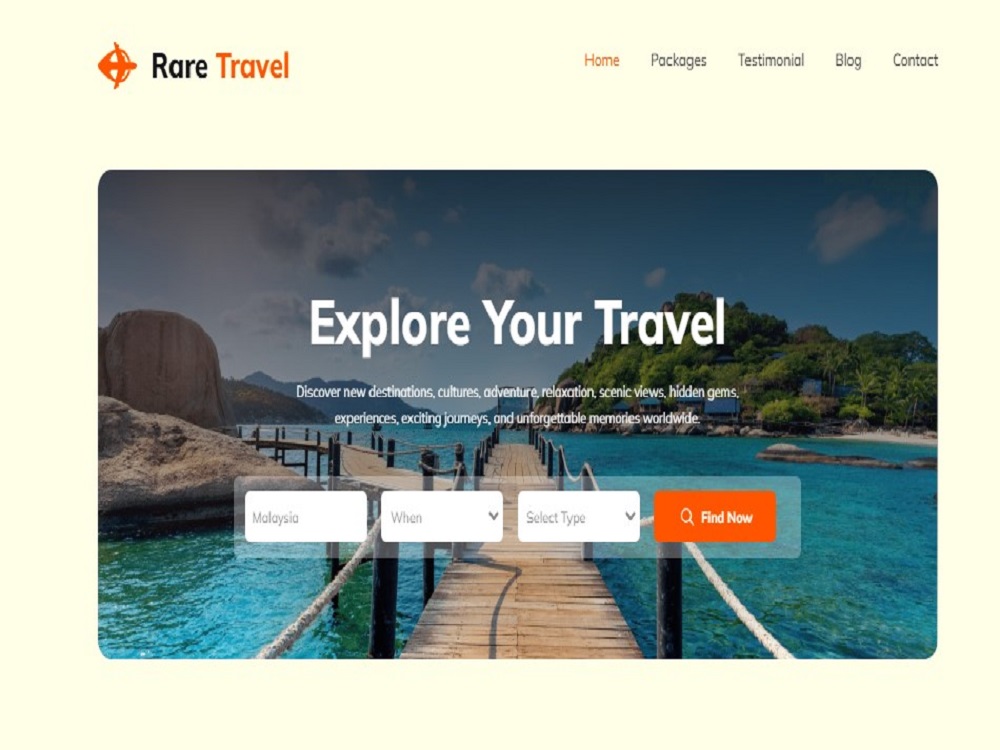 Rare Travel
Home Packages Testimonial Blog Contact
Explore Your Travel
Discover new destinations, cultures, adventure, relaxation, scenic views, hidden gems,
experiences, exciting journeys, and unforgettable memories worldwide.
Malaysia When Select Type Find Now